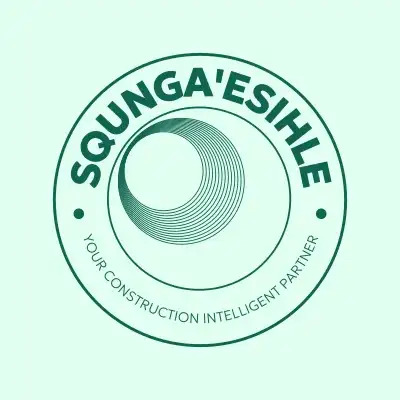 SQUNGA'ESIHLE
YOUR CONSTRUCTION INTELLIGENT PARTNER